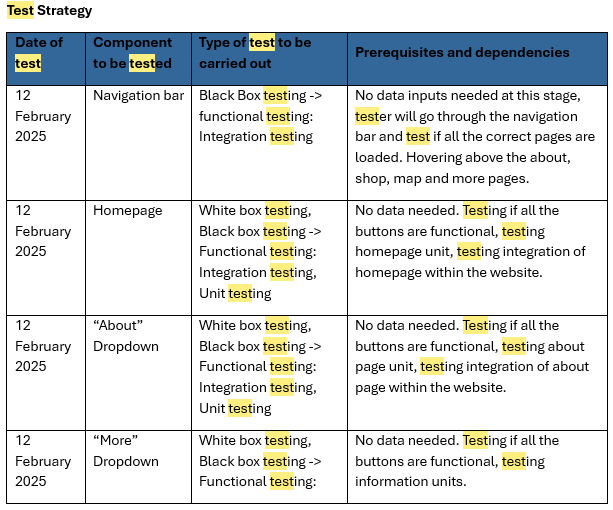 Test Strategy
Date of test
Component to be tested
Type of test to be carried out
Prerequisites and dependencies
12
February
2025
Navigation bar
Black Box testing ->
functional testing:
Integration testing
No data inputs needed at this stage,
tester will go through the navigation
bar and test if all the correct pages are
loaded. Hovering above the about,
shop, map and more pages.
12
February
2025
Homepage
White box testing,
Black box testing ->
Functional testing:
Integration testing,
Unit testing
No data needed. Testing if all the
buttons are functional, testing
homepage unit, testing integration of
homepage within the website.
12
February
2025
“About”
Dropdown
White box testing,
Black box testing ->
Functional testing:
Integration testing,
Unit testing
No data needed. Testing if all the
buttons are functional, testing about
page unit, testing integration of about
page within the website.
12
February
2025
“More”
Dropdown
White box testing,
Black box testing ->
Functional testing:
No data needed. Testing if all the
buttons are functional, testing
information units.